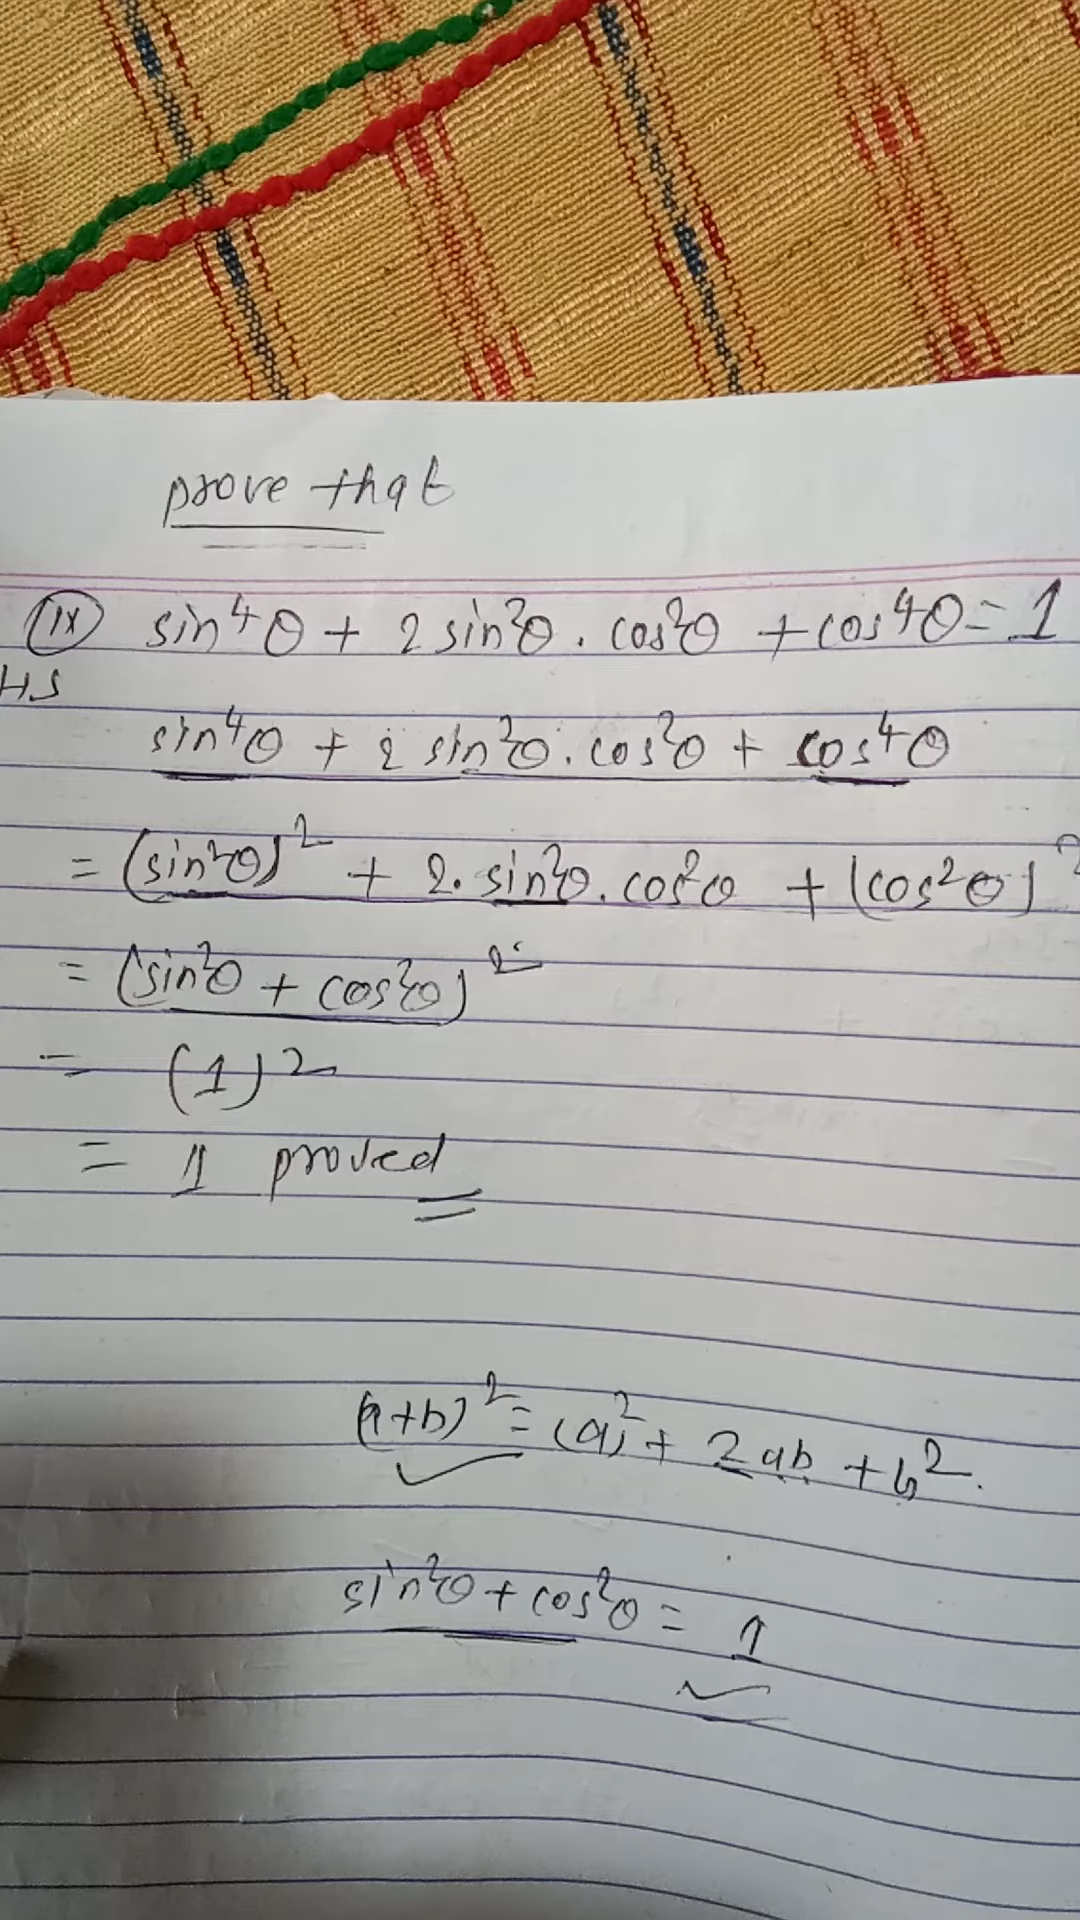 prove that
(ix) sin⁴θ + 2 sin²θ . cos²θ + cos⁴θ = 1
HS
sin⁴θ + 2 sin²θ . cos²θ + cos⁴θ
= (sin²θ)² + 2. sin²θ . cos²θ + (cos²θ)²
= (sin²θ + cos²θ)²
= (1)²
= 1 proved
(a+b)² = (a)² + 2ab + b².
sin²θ + cos²θ = 1